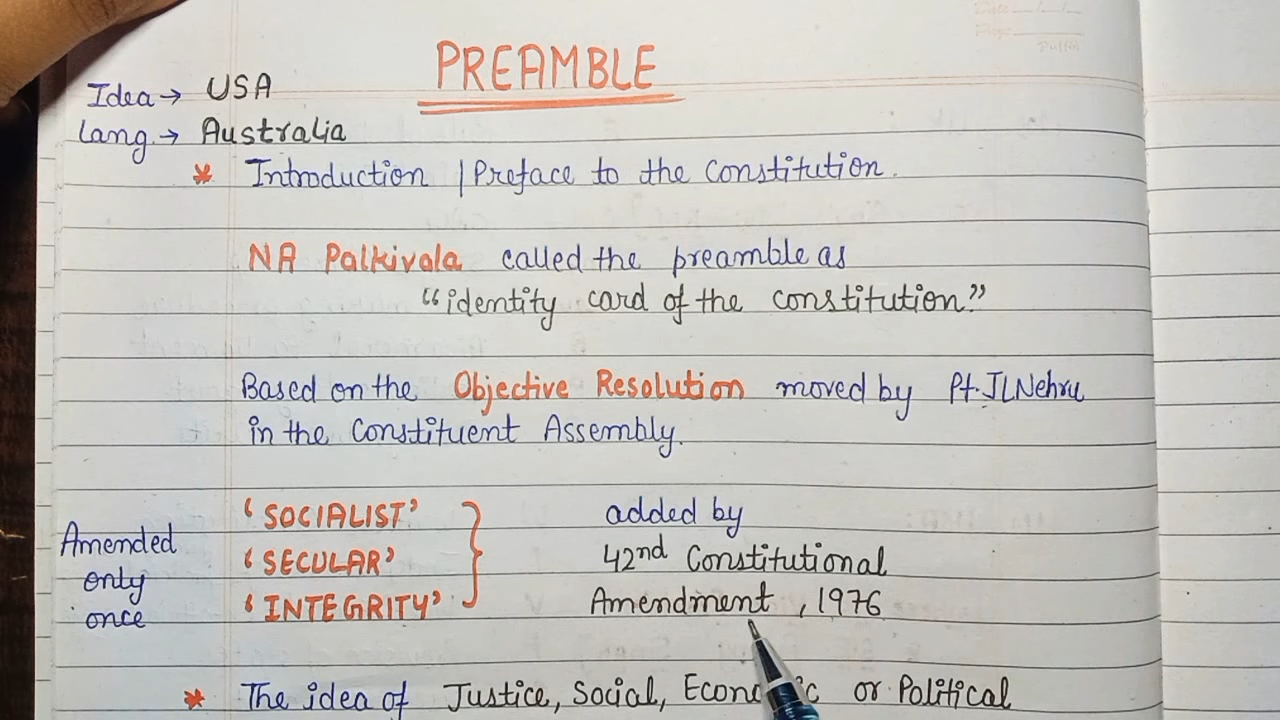 PREAMBLE
Idea → USA
Lang. → Australia
* Introduction | Preface to the Constitution.
NA Palkivala called the preamble as
"identity card of the constitution."
Based on the Objective Resolution moved by Pt. JLNehru
in the Constituent Assembly.
Amended only once
'SOCIALIST'
'SECULAR'
'INTEGRITY'
added by
42nd Constitutional
Amendment, 1976
* The idea of Justice, Social, Economic or Political